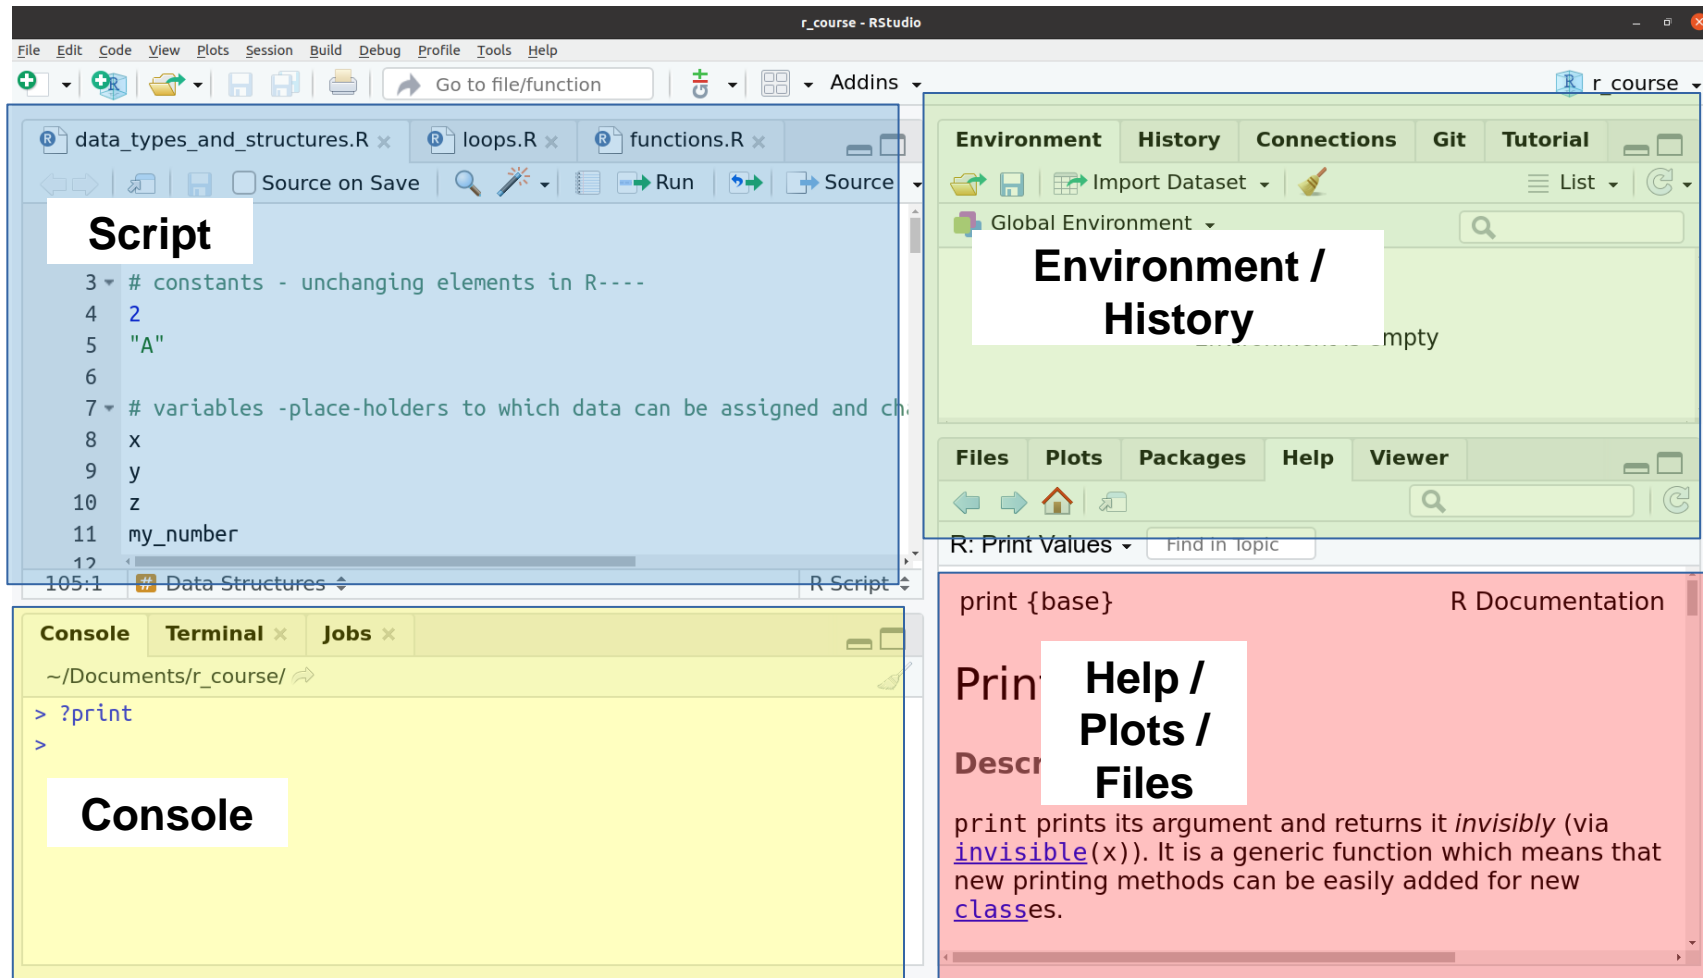 r_course - RStudio
File Edit Code View Plots Session Build Debug Profile Tools Help
Go to file/function Addins r_course
data_types_and_structures.R loops.R functions.R
Source on Save Run Source
Script
3 # constants - unchanging elements in R----
4 2
5 "A"
6
7 # variables -place-holders to which data can be assigned and ch
8 x
9 y
10 z
11 my_number
12
105:1 # Data Structures R Script
Console Terminal Jobs
~/Documents/r_course/
> ?print
>
Console
Environment History Connections Git Tutorial
Import Dataset List
Global Environment
Environment /
History
Files Plots Packages Help Viewer
R: Print Values Find in Topic
print {base} R Documentation
Help /
Plots /
Files
print prints its argument and returns it invisibly (via
invisible(x)). It is a generic function which means that
new printing methods can be easily added for new
classes.